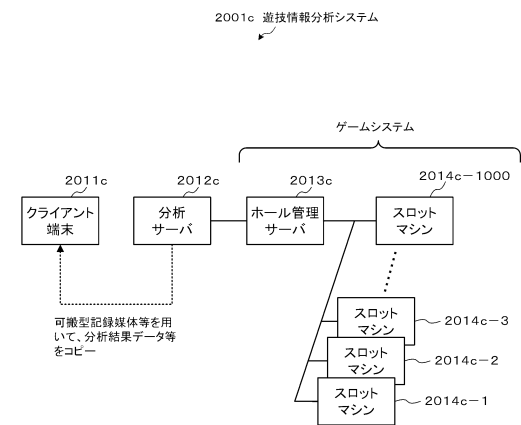 2001c 遊技情報分析システム
ゲームシステム
2011c
2012c
2013c
2014c-1000
クライアント
端末
分析
サーバ
ホール管理
サーバ
スロット
マシン
可搬型記録媒体等を用
いて、分析結果データ等
をコピー
スロット
マシン
2014c-3
スロット
マシン
2014c-2
スロット
マシン
2014c-1